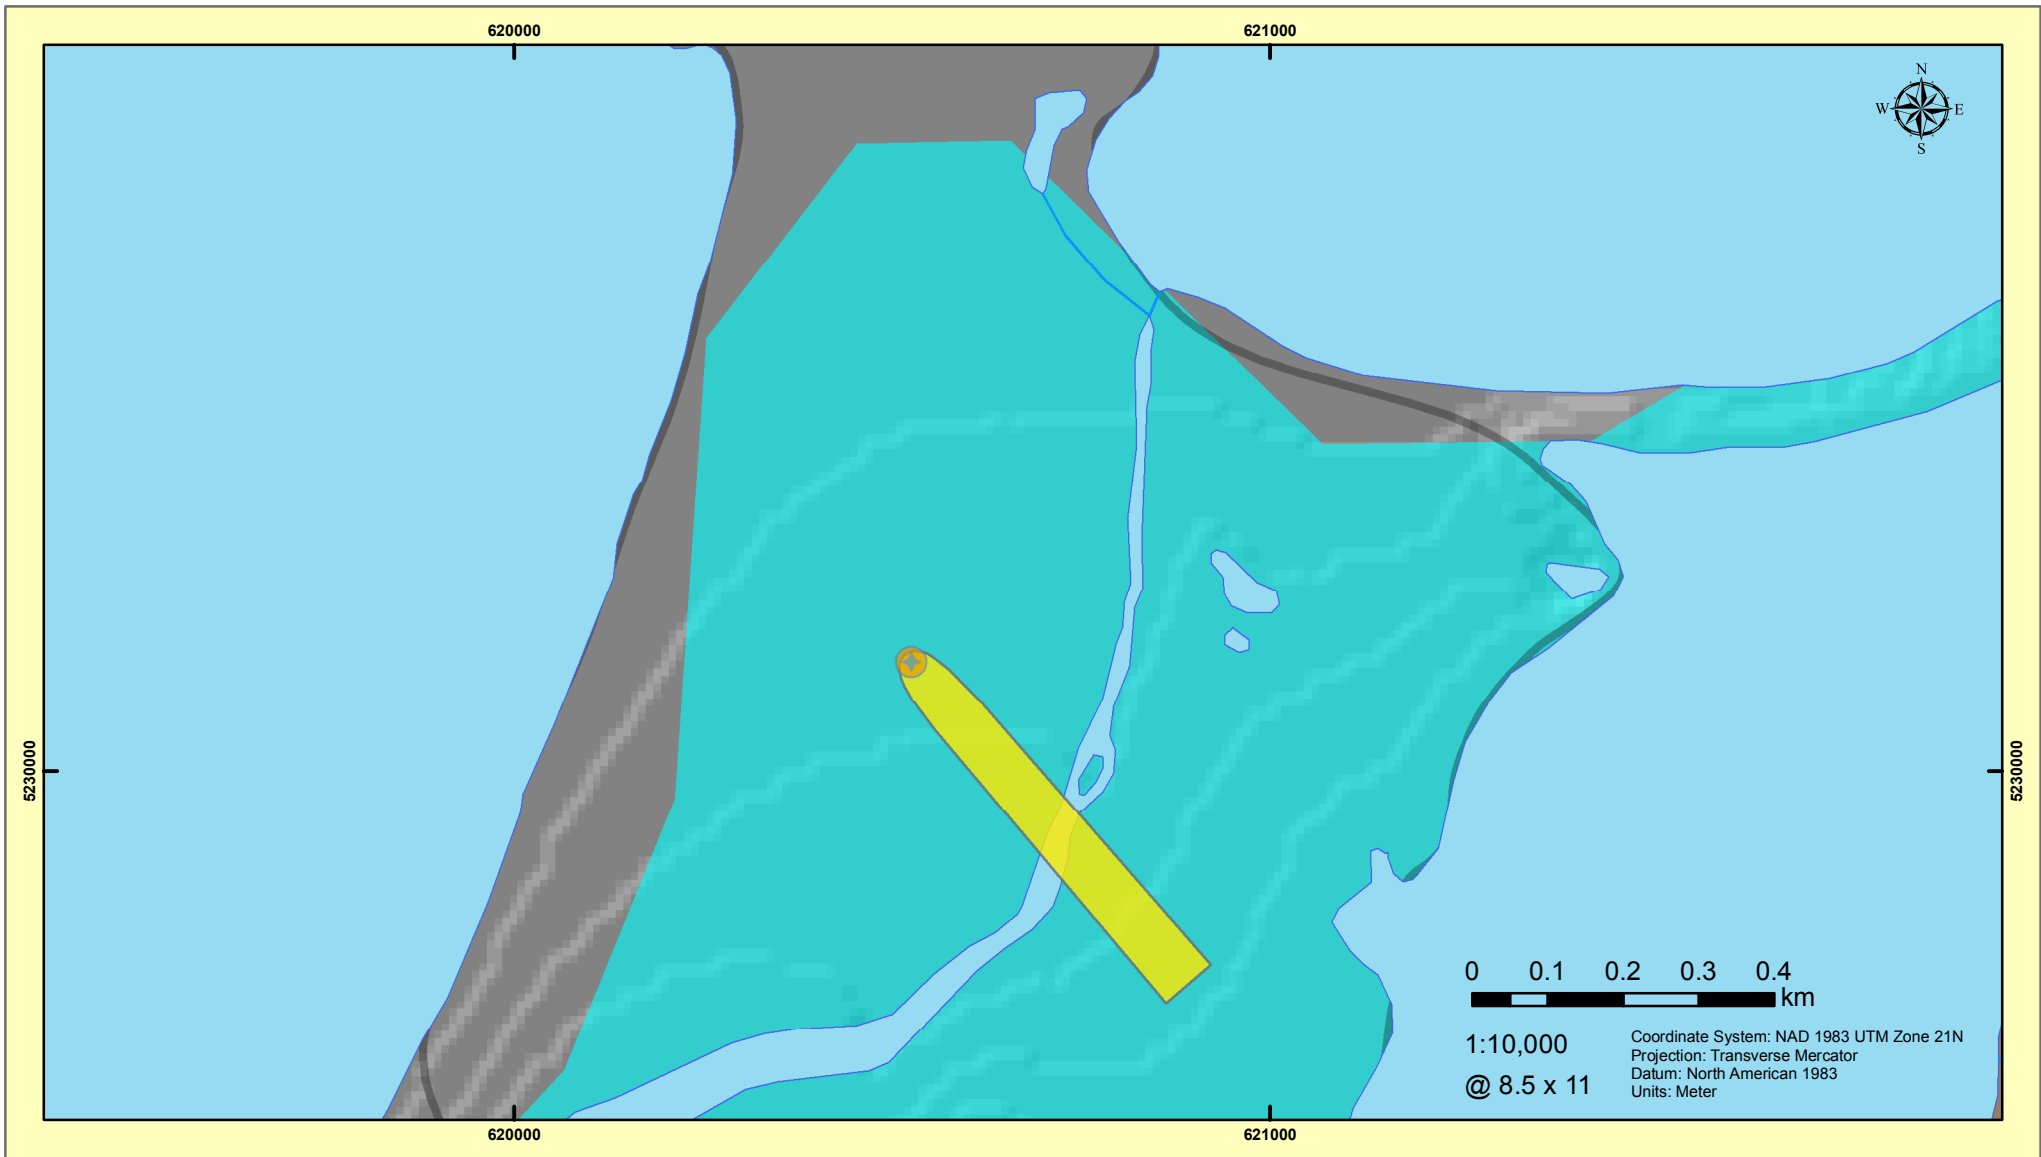 620000 621000
N
W E
S
5230000 5230000
0 0.1 0.2 0.3 0.4
km
1:10,000
@ 8.5 x 11
Coordinate System: NAD 1983 UTM Zone 21N
Projection: Transverse Mercator
Datum: North American 1983
Units: Meter
620000 621000